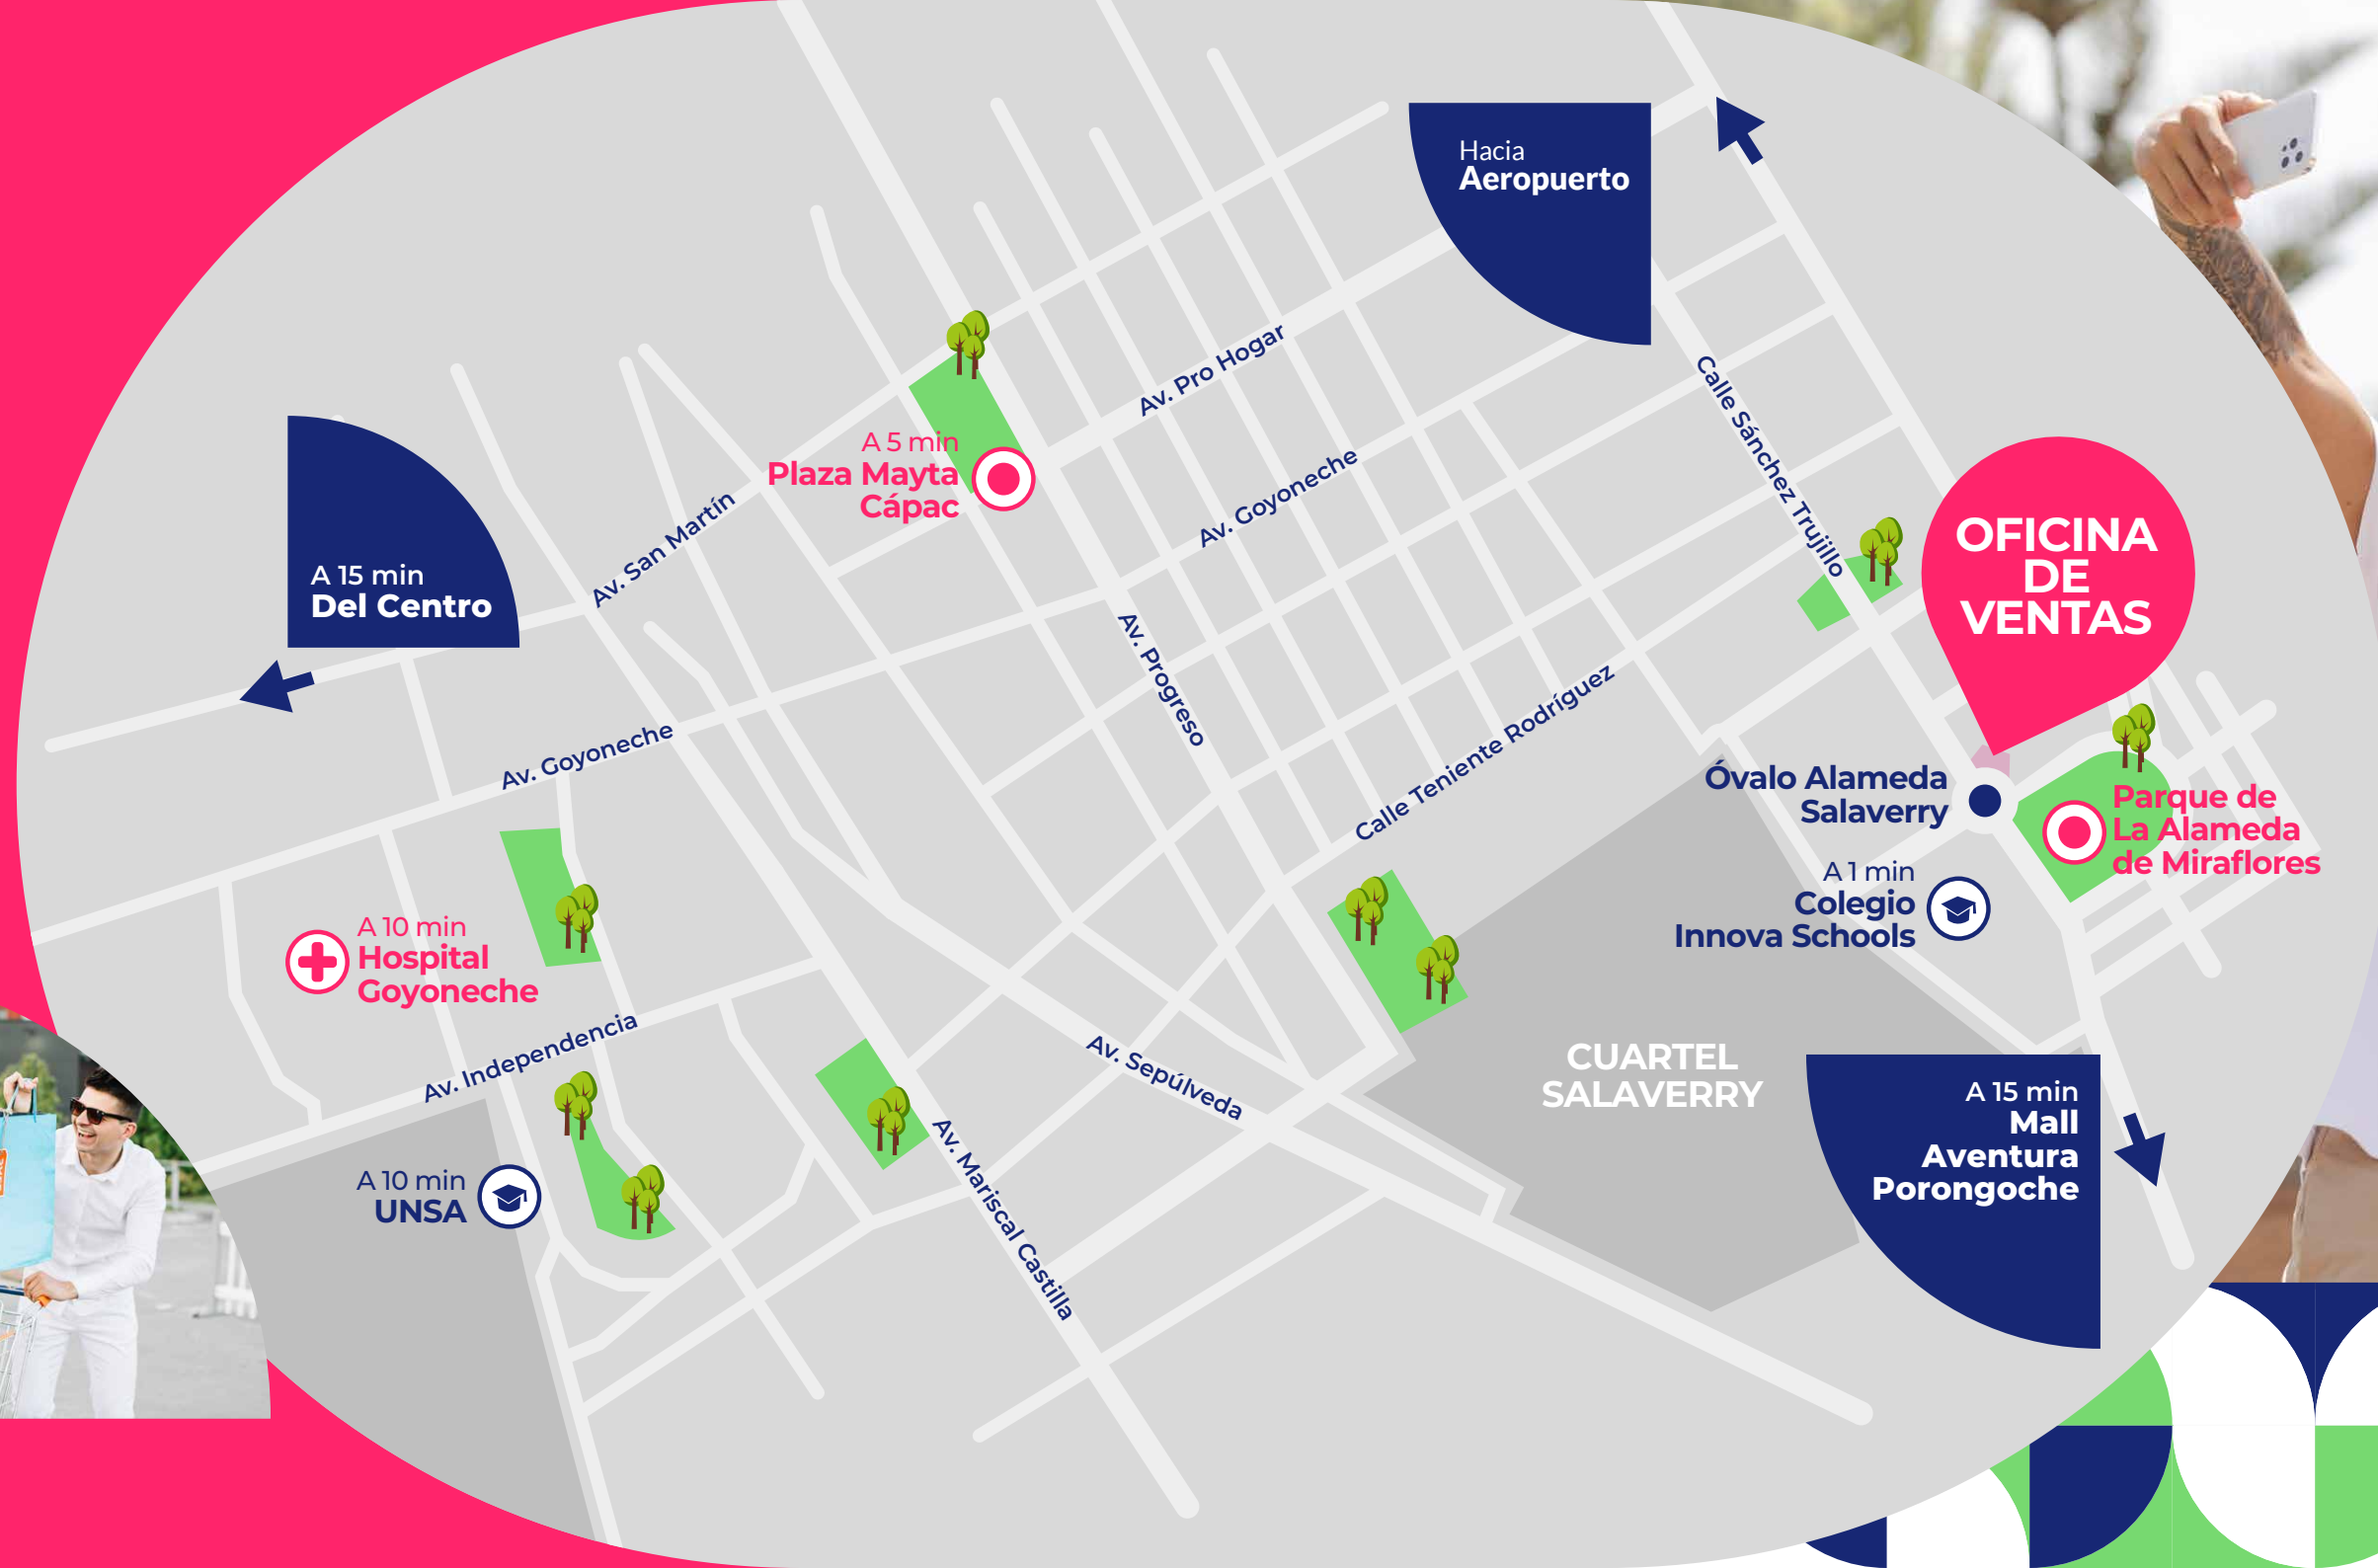 Hacia
Aeropuerto
A 15 min
Del Centro
A 5 min
Plaza Mayta
Cápac
Av. Pro Hogar
Av. Goyoneche
Av. San Martín
Calle Sánchez Trujillo
OFICINA
DE
VENTAS
Av. Progreso
Av. Goyoneche
Calle Teniente Rodríguez
Óvalo Alameda
Salaverry
Parque de
La Alameda
de Miraflores
A 1 min
Colegio
Innova Schools
A 10 min
Hospital
Goyoneche
Av. Independencia
Av. Sepúlveda
CUARTEL
SALAVERRY
A 15 min
Mall
Aventura
Porongoche
A 10 min
UNSA
Av. Mariscal Castilla